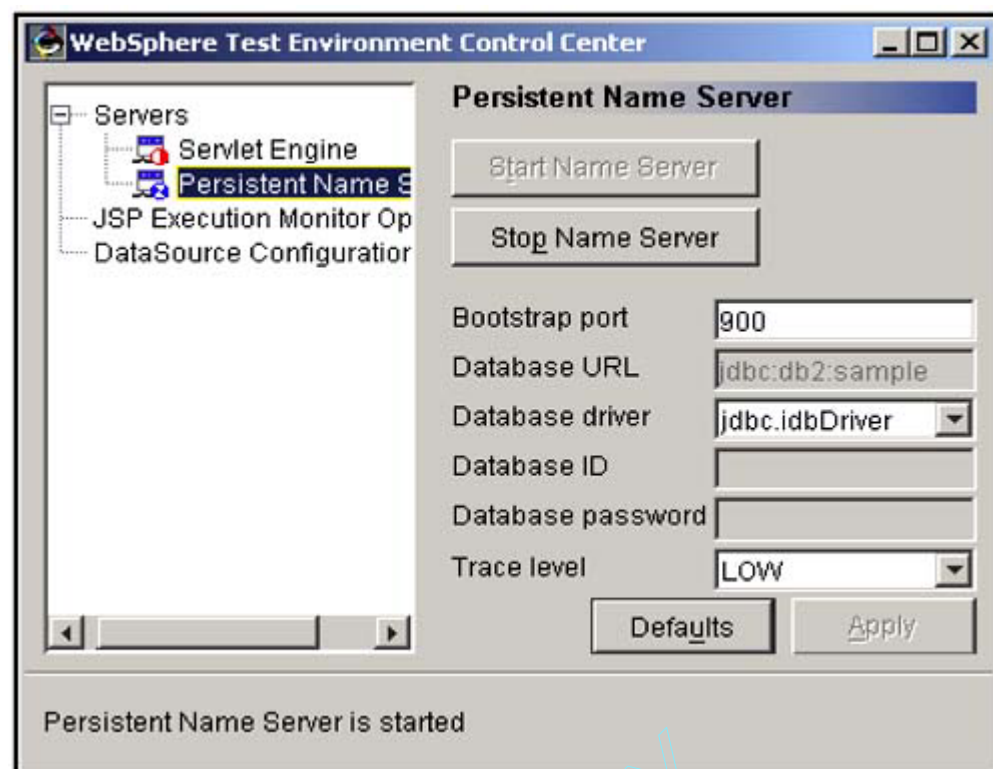 WebSphere Test Environment Control Center
Servers
Servlet Engine
Persistent Name S
JSP Execution Monitor Op
DataSource Configuration
Persistent Name Server
Start Name Server
Stop Name Server
Bootstrap port
900
Database URL
jdbc:db2:sample
Database driver
jdbc.idbDriver
Database ID
Database password
Trace level
LOW
Defaults
Apply
Persistent Name Server is started